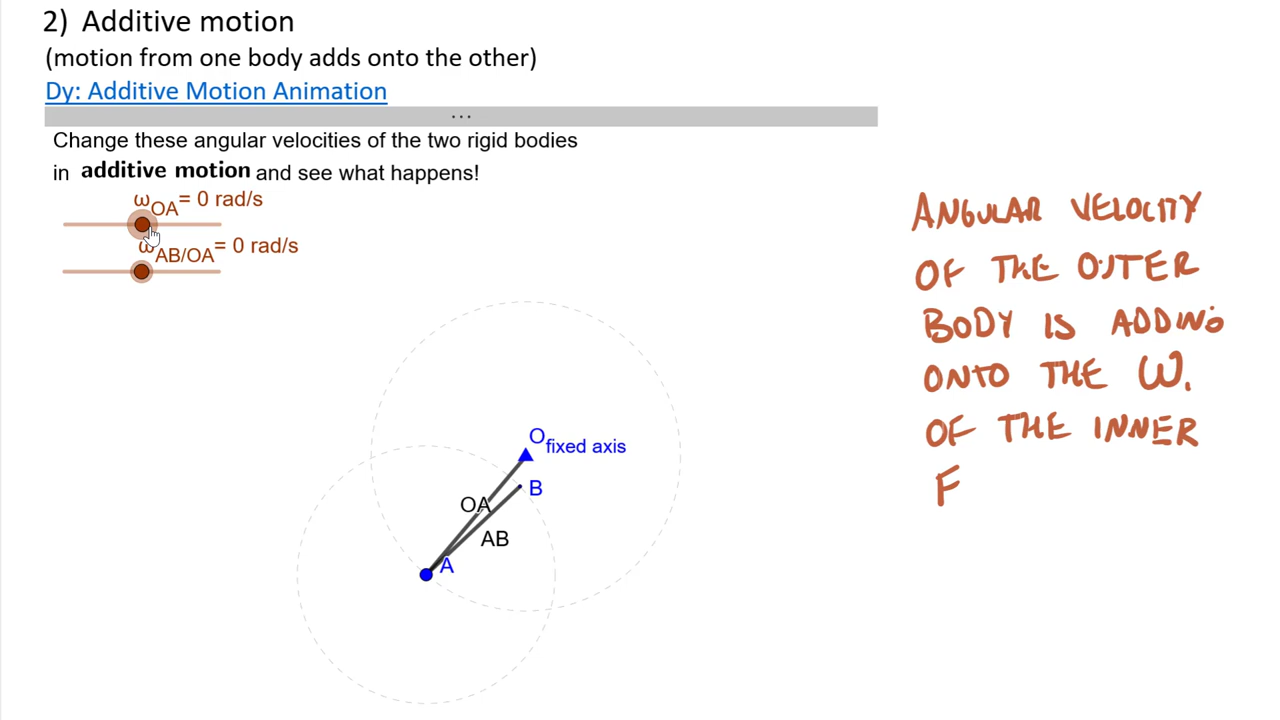 2) Additive motion
(motion from one body adds onto the other)
Dy: Additive Motion Animation
...
Change these angular velocities of the two rigid bodies
in additive motion and see what happens!
ωOA= 0 rad/s
ωAB/OA= 0 rad/s
O fixed axis
B
OA
AB
A
ANGULAR VELOCITY
OF THE OUTER
BODY IS ADDING
ONTO THE ω.
OF THE INNER
F